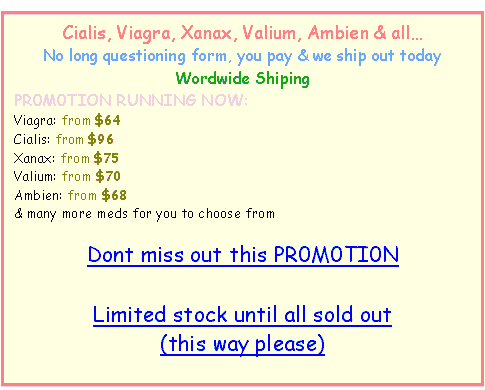 Cialis, Viagra, Xanax, Valium, Ambien & all...
No long questioning form, you pay & we ship out today
Wordwide Shiping
PR0M0TI0N RUNNING NOW:
Viagra: from $64
Cialis: from $96
Xanax: from $75
Valium: from $70
Ambien: from $68
& many more meds for you to choose from
Dont miss out this PR0M0TI0N
Limited stock until all sold out
(this way please)